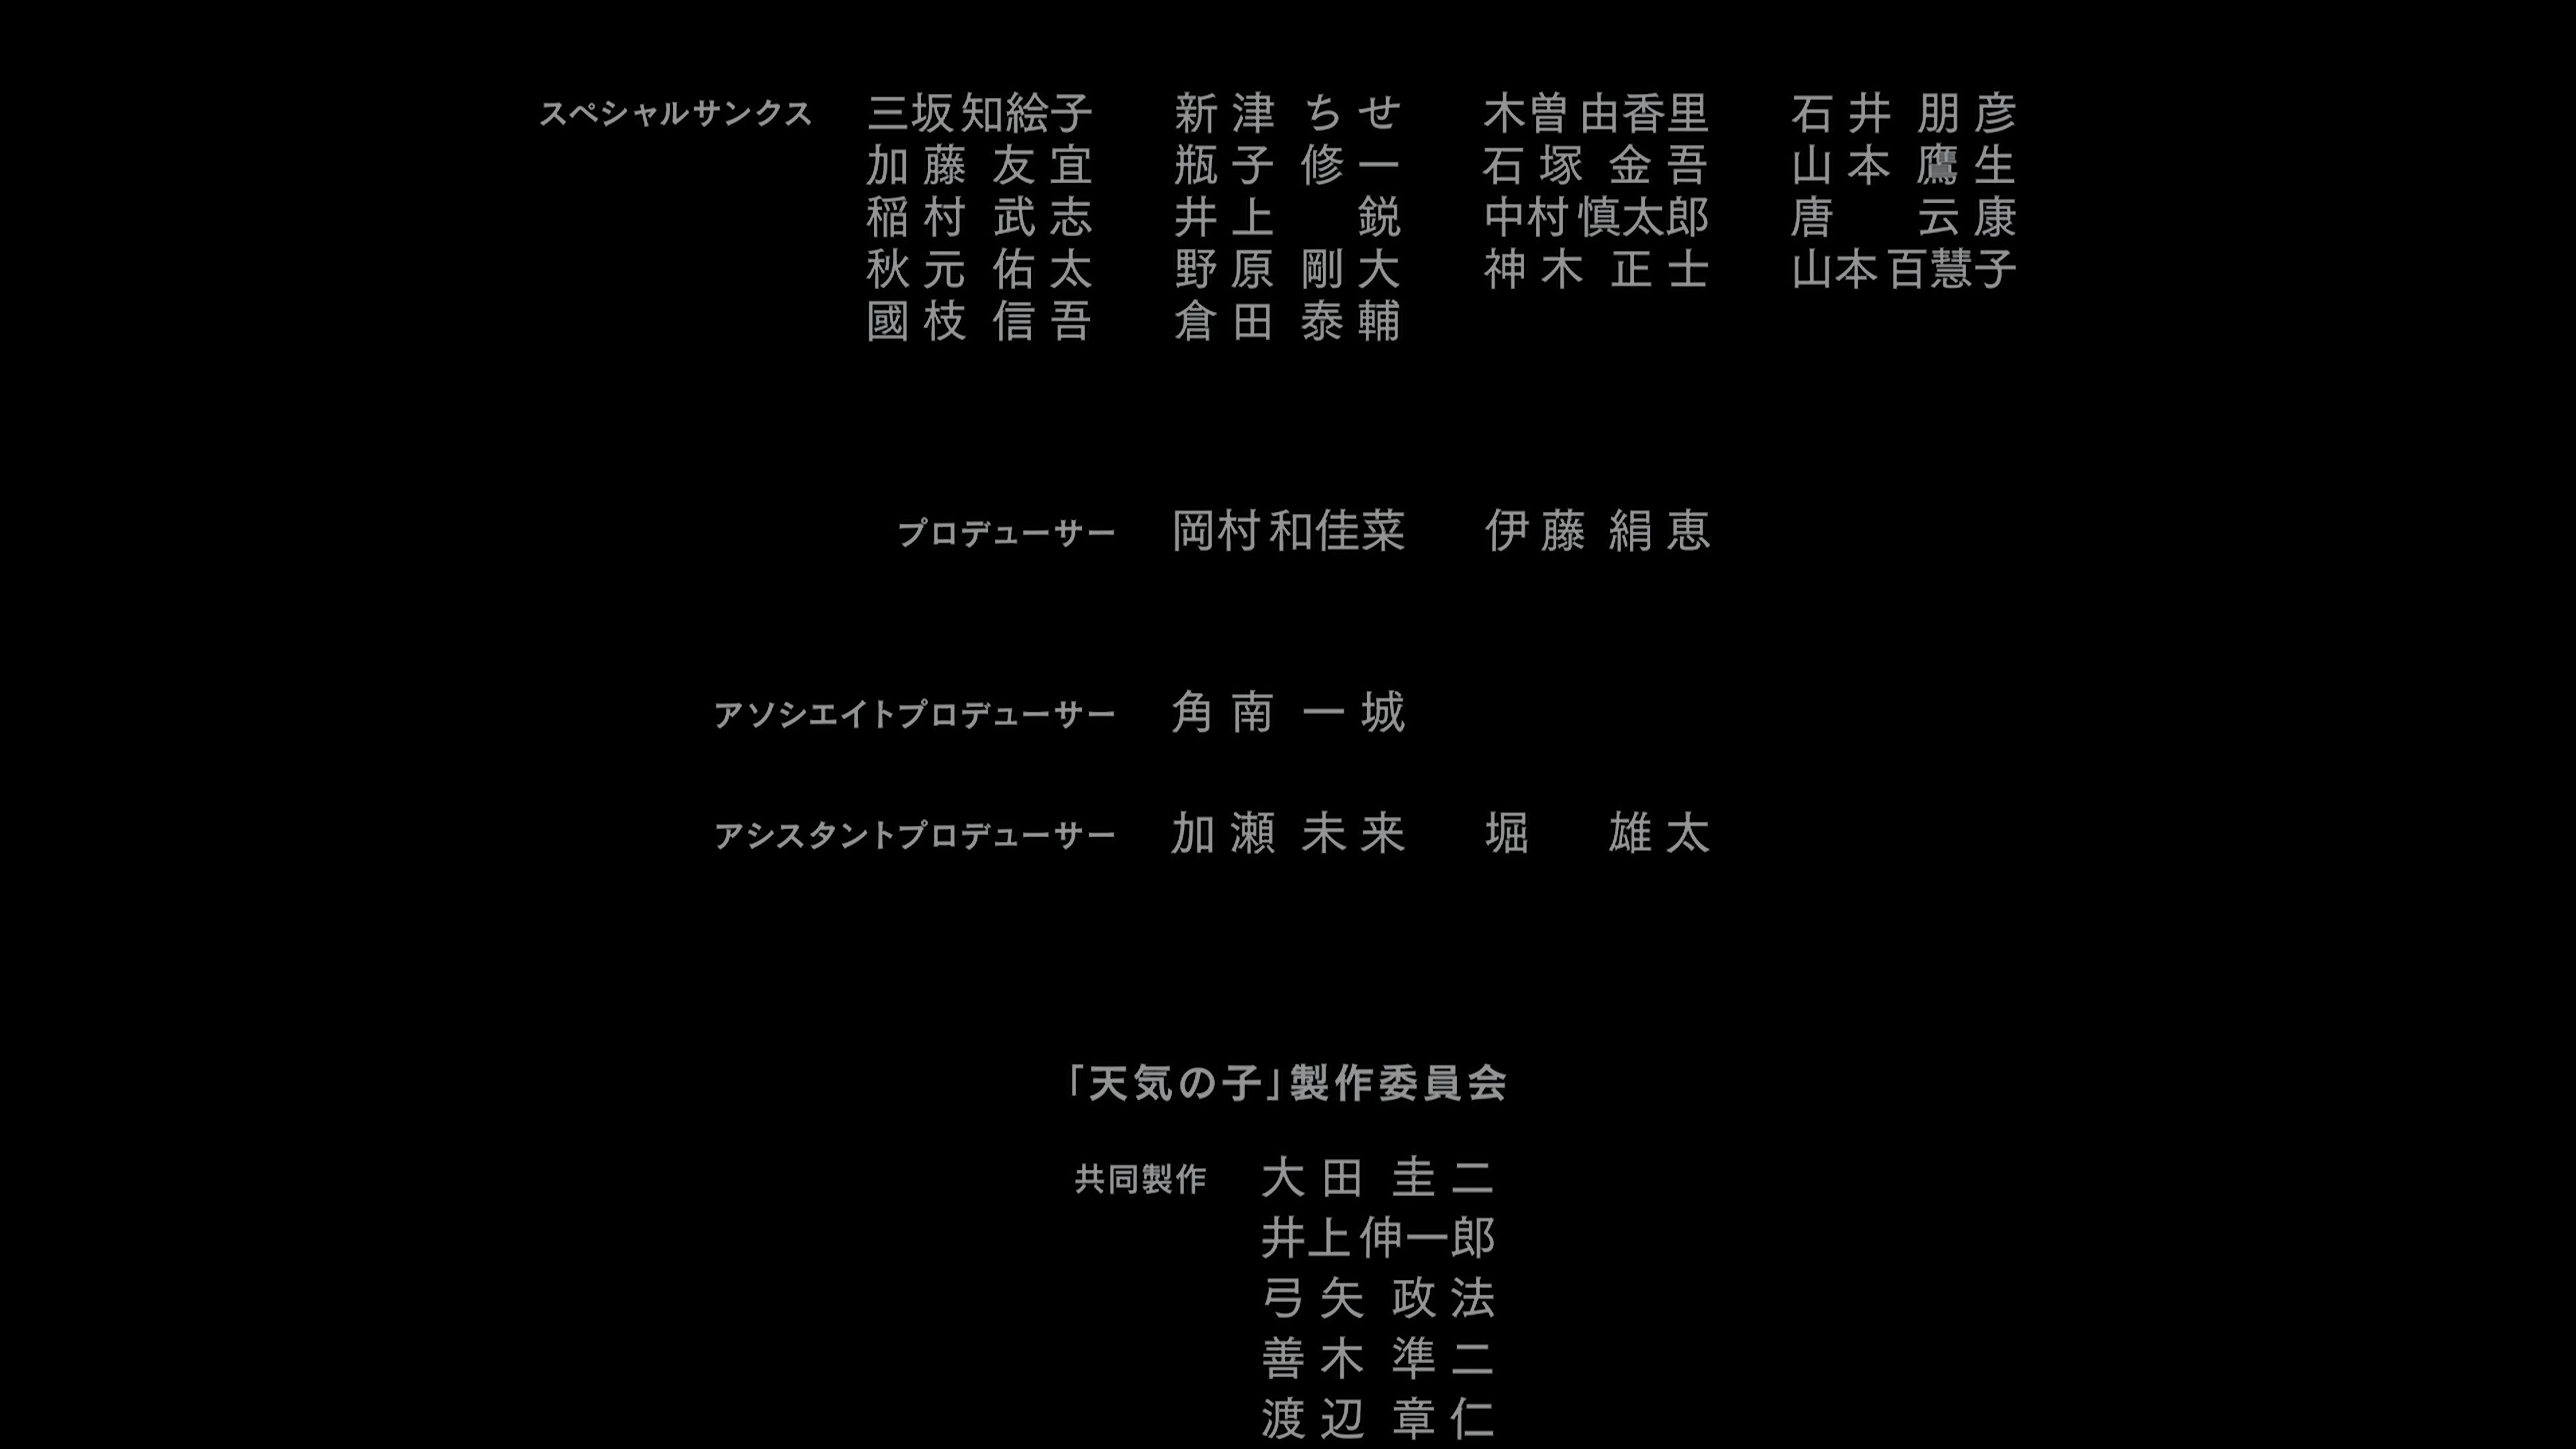 スペシャルサンクス 三坂知絵子 新津ちせ 木曽由香里 石井朋彦
加藤友宜 瓶子修一 石塚金吾 山本鷹生
稲村武志 井上鋭 中村慎太郎 唐云康
秋元佑太 野原剛大 神木正士 山本百慧子
國枝信吾 倉田泰輔
プロデューサー 岡村和佳菜 伊藤絹恵
アソシエイトプロデューサー 角南一城
アシスタントプロデューサー 加瀬未来 堀雄太
「天気の子」製作委員会
共同製作 大田圭二
井上伸一郎
弓矢政法
善木準二
渡辺章仁